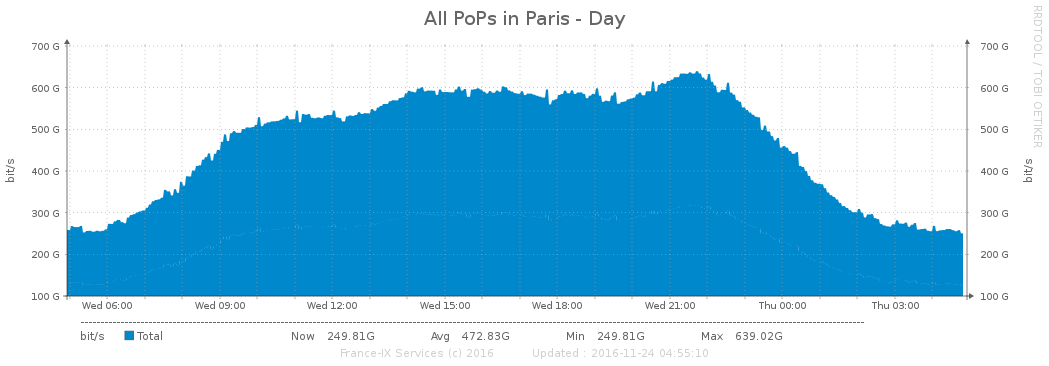 All PoPs in Paris - Day
RRDTOOL / TOBI OETIKER
700 G 700 G
600 G 600 G
500 G 500 G
400 G 400 G
300 G 300 G
200 G 200 G
100 G 100 G
bit/s bit/s
Wed 06:00 Wed 09:00 Wed 12:00 Wed 15:00 Wed 18:00 Wed 21:00 Thu 00:00 Thu 03:00
bit/s Total Now 249.81G Avg 472.83G Min 249.81G Max 639.02G
France-IX Services (c) 2016 Updated : 2016-11-24 04:55:10